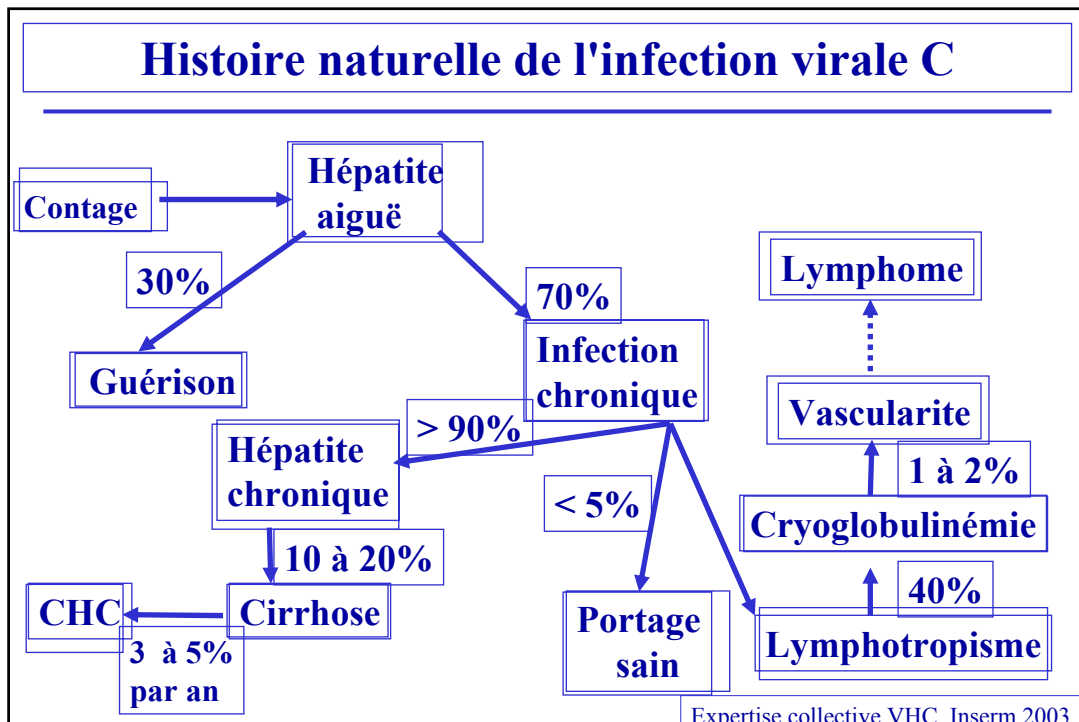 Histoire naturelle de l'infection virale C
Contage
Hépatite
aiguë
30%
70%
Guérison
Infection
chronique
> 90%
Hépatite
chronique
10 à 20%
Cirrhose
CHC
3 à 5%
par an
< 5%
Portage
sain
Lymphome
Vascularite
1 à 2%
Cryoglobulinémie
40%
Lymphotropisme
Expertise collective VHC Inserm 2003